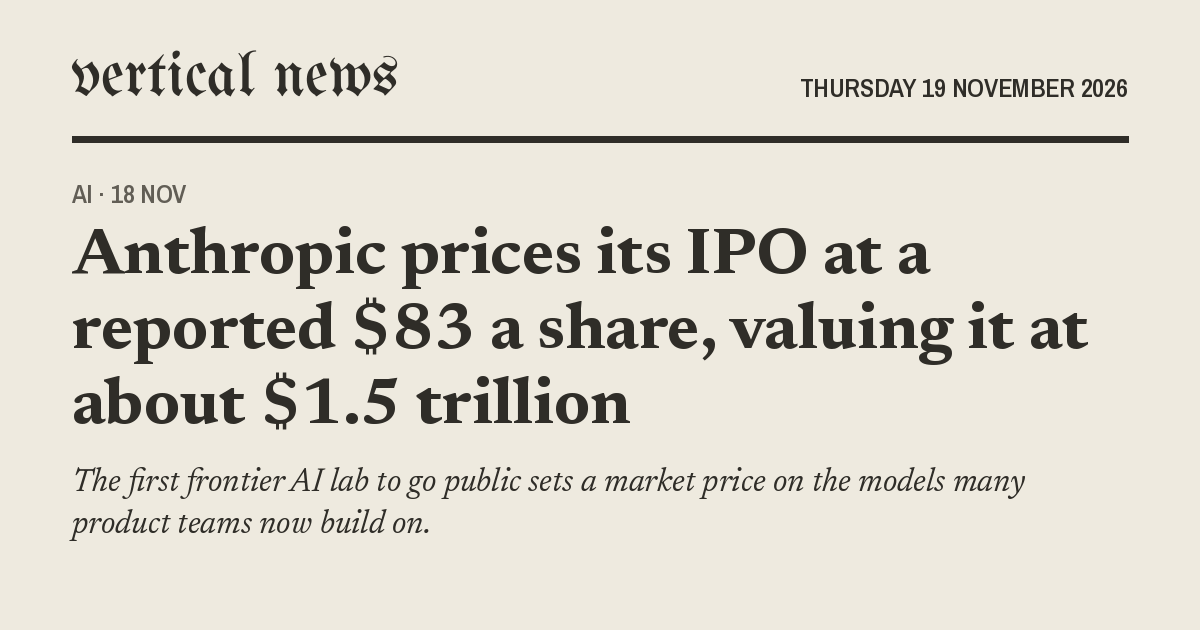 vertical news
THURSDAY 19 NOVEMBER 2026
AI · 18 NOV
Anthropic prices its IPO at a
reported $83 a share, valuing it at
about $1.5 trillion
The first frontier AI lab to go public sets a market price on the models many
product teams now build on.